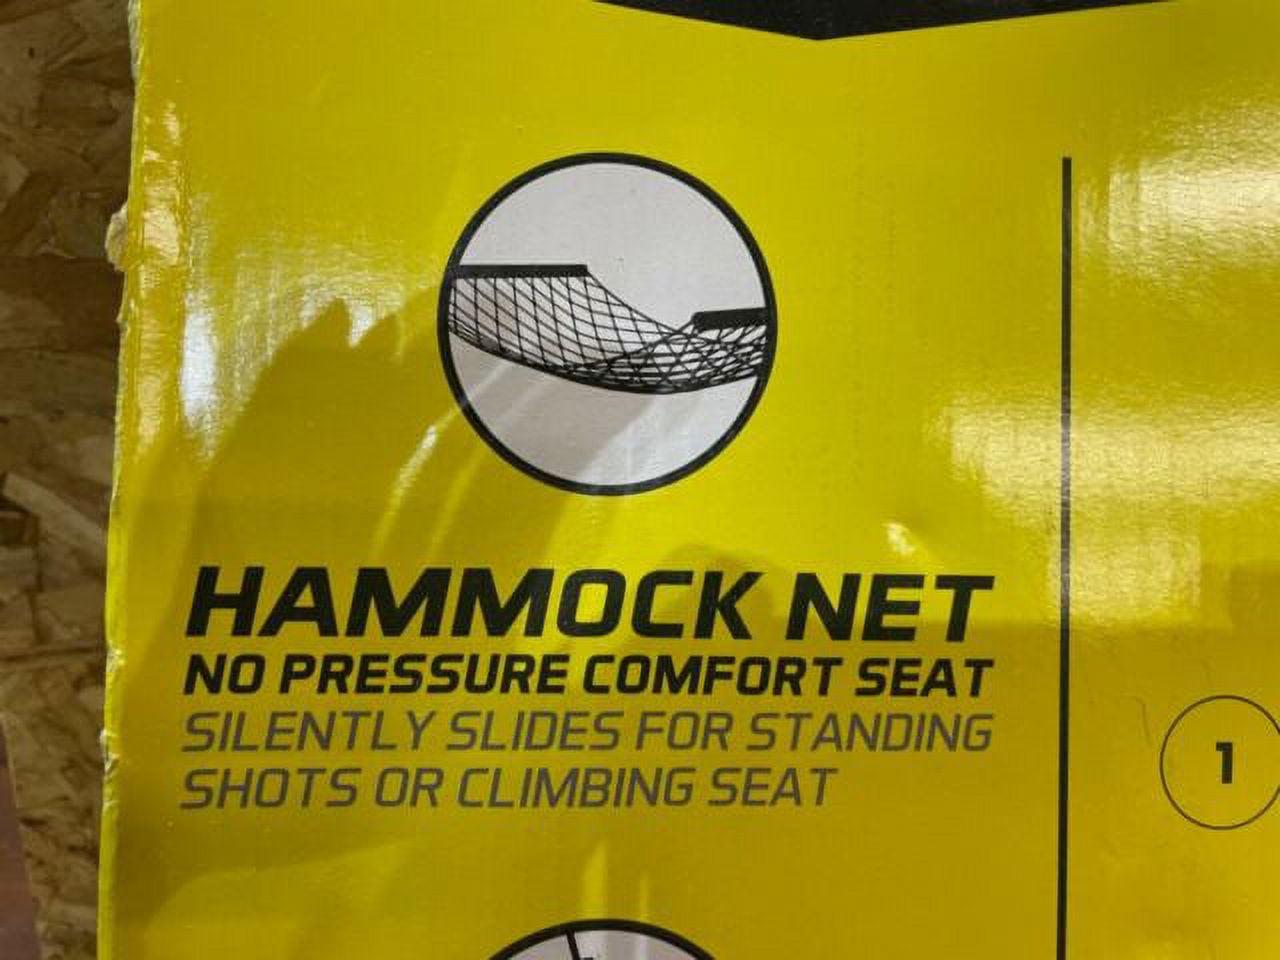 HAMMOCK NET
NO PRESSURE COMFORT SEAT
SILENTLY SLIDES FOR STANDING
SHOTS OR CLIMBING SEAT
1